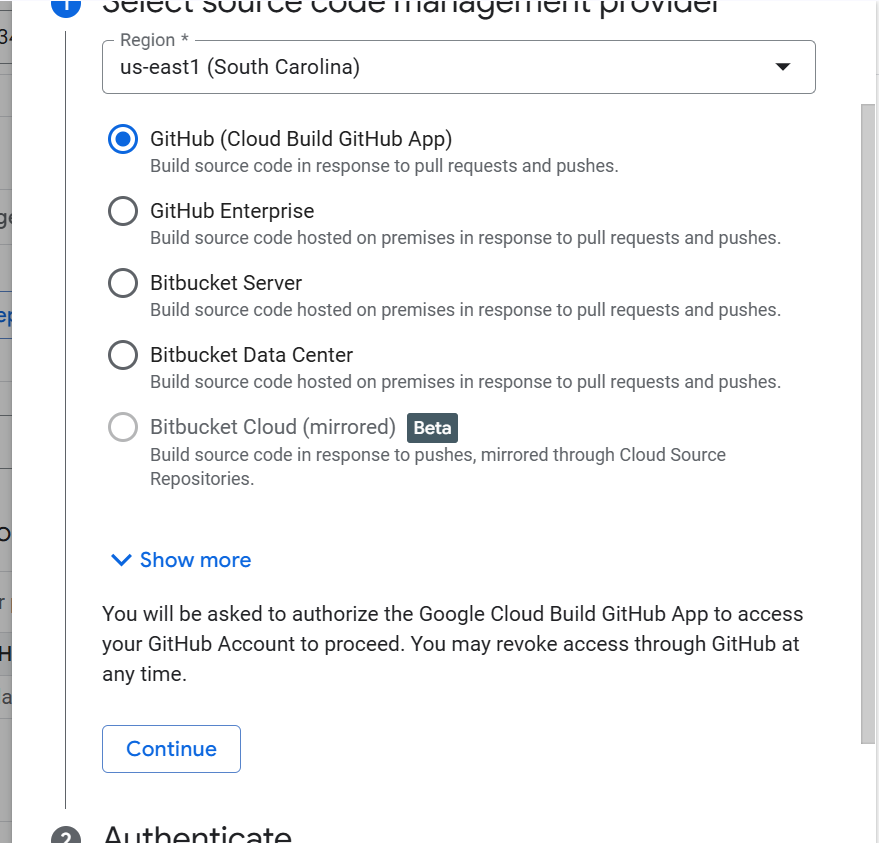 1 Select source code management provider
Region *
us-east1 (South Carolina)
GitHub (Cloud Build GitHub App)
Build source code in response to pull requests and pushes.
GitHub Enterprise
Build source code hosted on premises in response to pull requests and pushes.
Bitbucket Server
Build source code hosted on premises in response to pull requests and pushes.
Bitbucket Data Center
Build source code hosted on premises in response to pull requests and pushes.
Bitbucket Cloud (mirrored) Beta
Build source code in response to pushes, mirrored through Cloud Source
Repositories.
Show more
You will be asked to authorize the Google Cloud Build GitHub App to access
your GitHub Account to proceed. You may revoke access through GitHub at
any time.
Continue
2 Authenticate